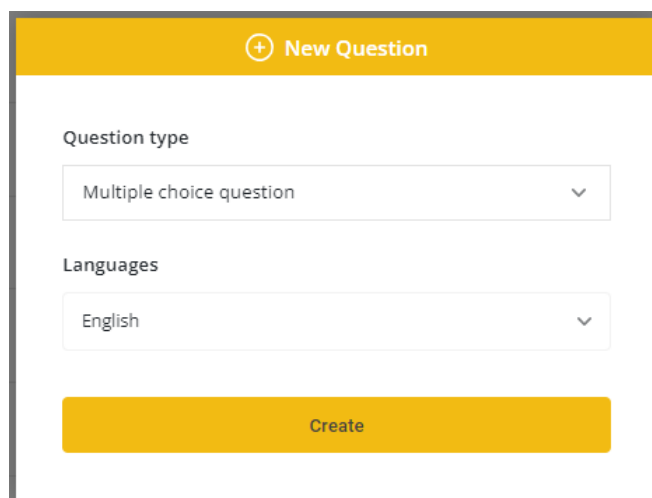 New Question
Question type
Multiple choice question
Languages
English
Create